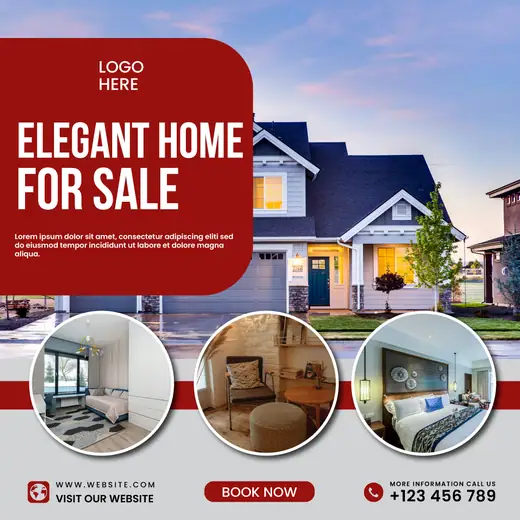 LOGO
HERE
ELEGANT HOME
FOR SALE
Lorem ipsum dolor sit amet, consectetur adipiscing elit sed
do eiusmod tempor incididunt ut labore et dolore magna
aliqua.
WWW.WEBSITE.COM
VISIT OUR WEBSITE
BOOK NOW
MORE INFORMATION CALL US
+123 456 789